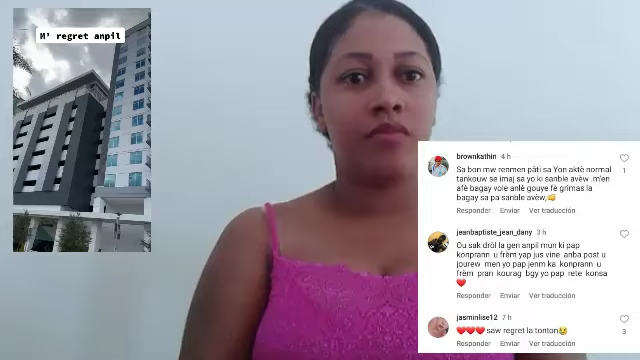 M' regret anpil
brownkathin 4 h
Sa bon mw renmen pâti sa Yon aktè normal
tankouw se imaj sa yo ki sanble avèw .m'en
afè bagay vole anlè gouye fè grimas la
bagay sa pa sanble avèw,
1
Responder Enviar Ver traducción
jeanbaptiste_jean_dany 3 h
Ou sak dròl la gen anpil mun ki pap
konprann u frèm yap jus vine anba post u
jourew men yo pap jenm ka konprann u
frèm pran kourag bgy yo pap rete konsa
❤️
Responder Enviar Ver traducción
jasminlise12 7 h
❤️❤️❤️ saw regret la tonton😢
3
Responder Enviar Ver traducción